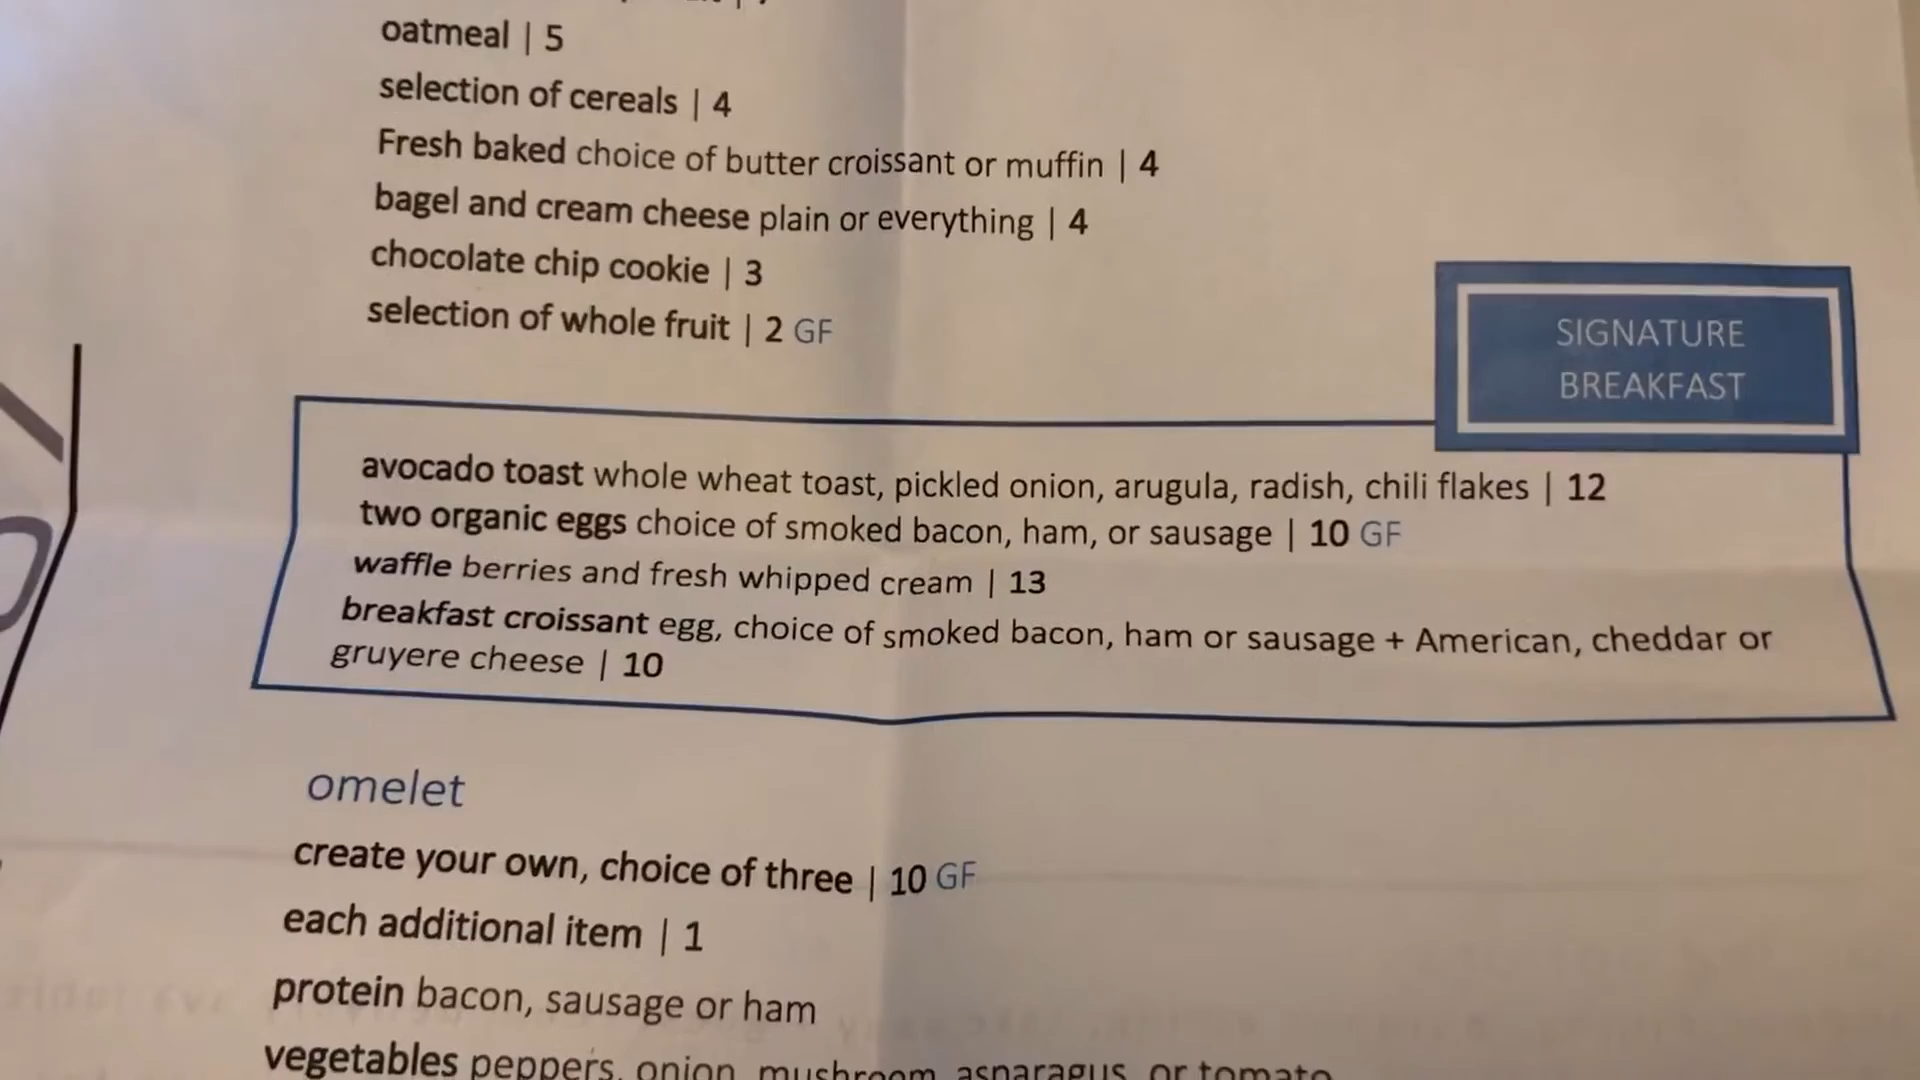 oatmeal | 5
selection of cereals | 4
Fresh baked choice of butter croissant or muffin | 4
bagel and cream cheese plain or everything | 4
chocolate chip cookie | 3
selection of whole fruit | 2 GF
SIGNATURE
BREAKFAST
avocado toast whole wheat toast, pickled onion, arugula, radish, chili flakes | 12
two organic eggs choice of smoked bacon, ham, or sausage | 10 GF
waffle berries and fresh whipped cream | 13
breakfast croissant egg, choice of smoked bacon, ham or sausage + American, cheddar or
gruyere cheese | 10
omelet
create your own, choice of three | 10 GF
each additional item | 1
protein bacon, sausage or ham
vegetables peppers, onion, mushroom, asparagus, or tomato